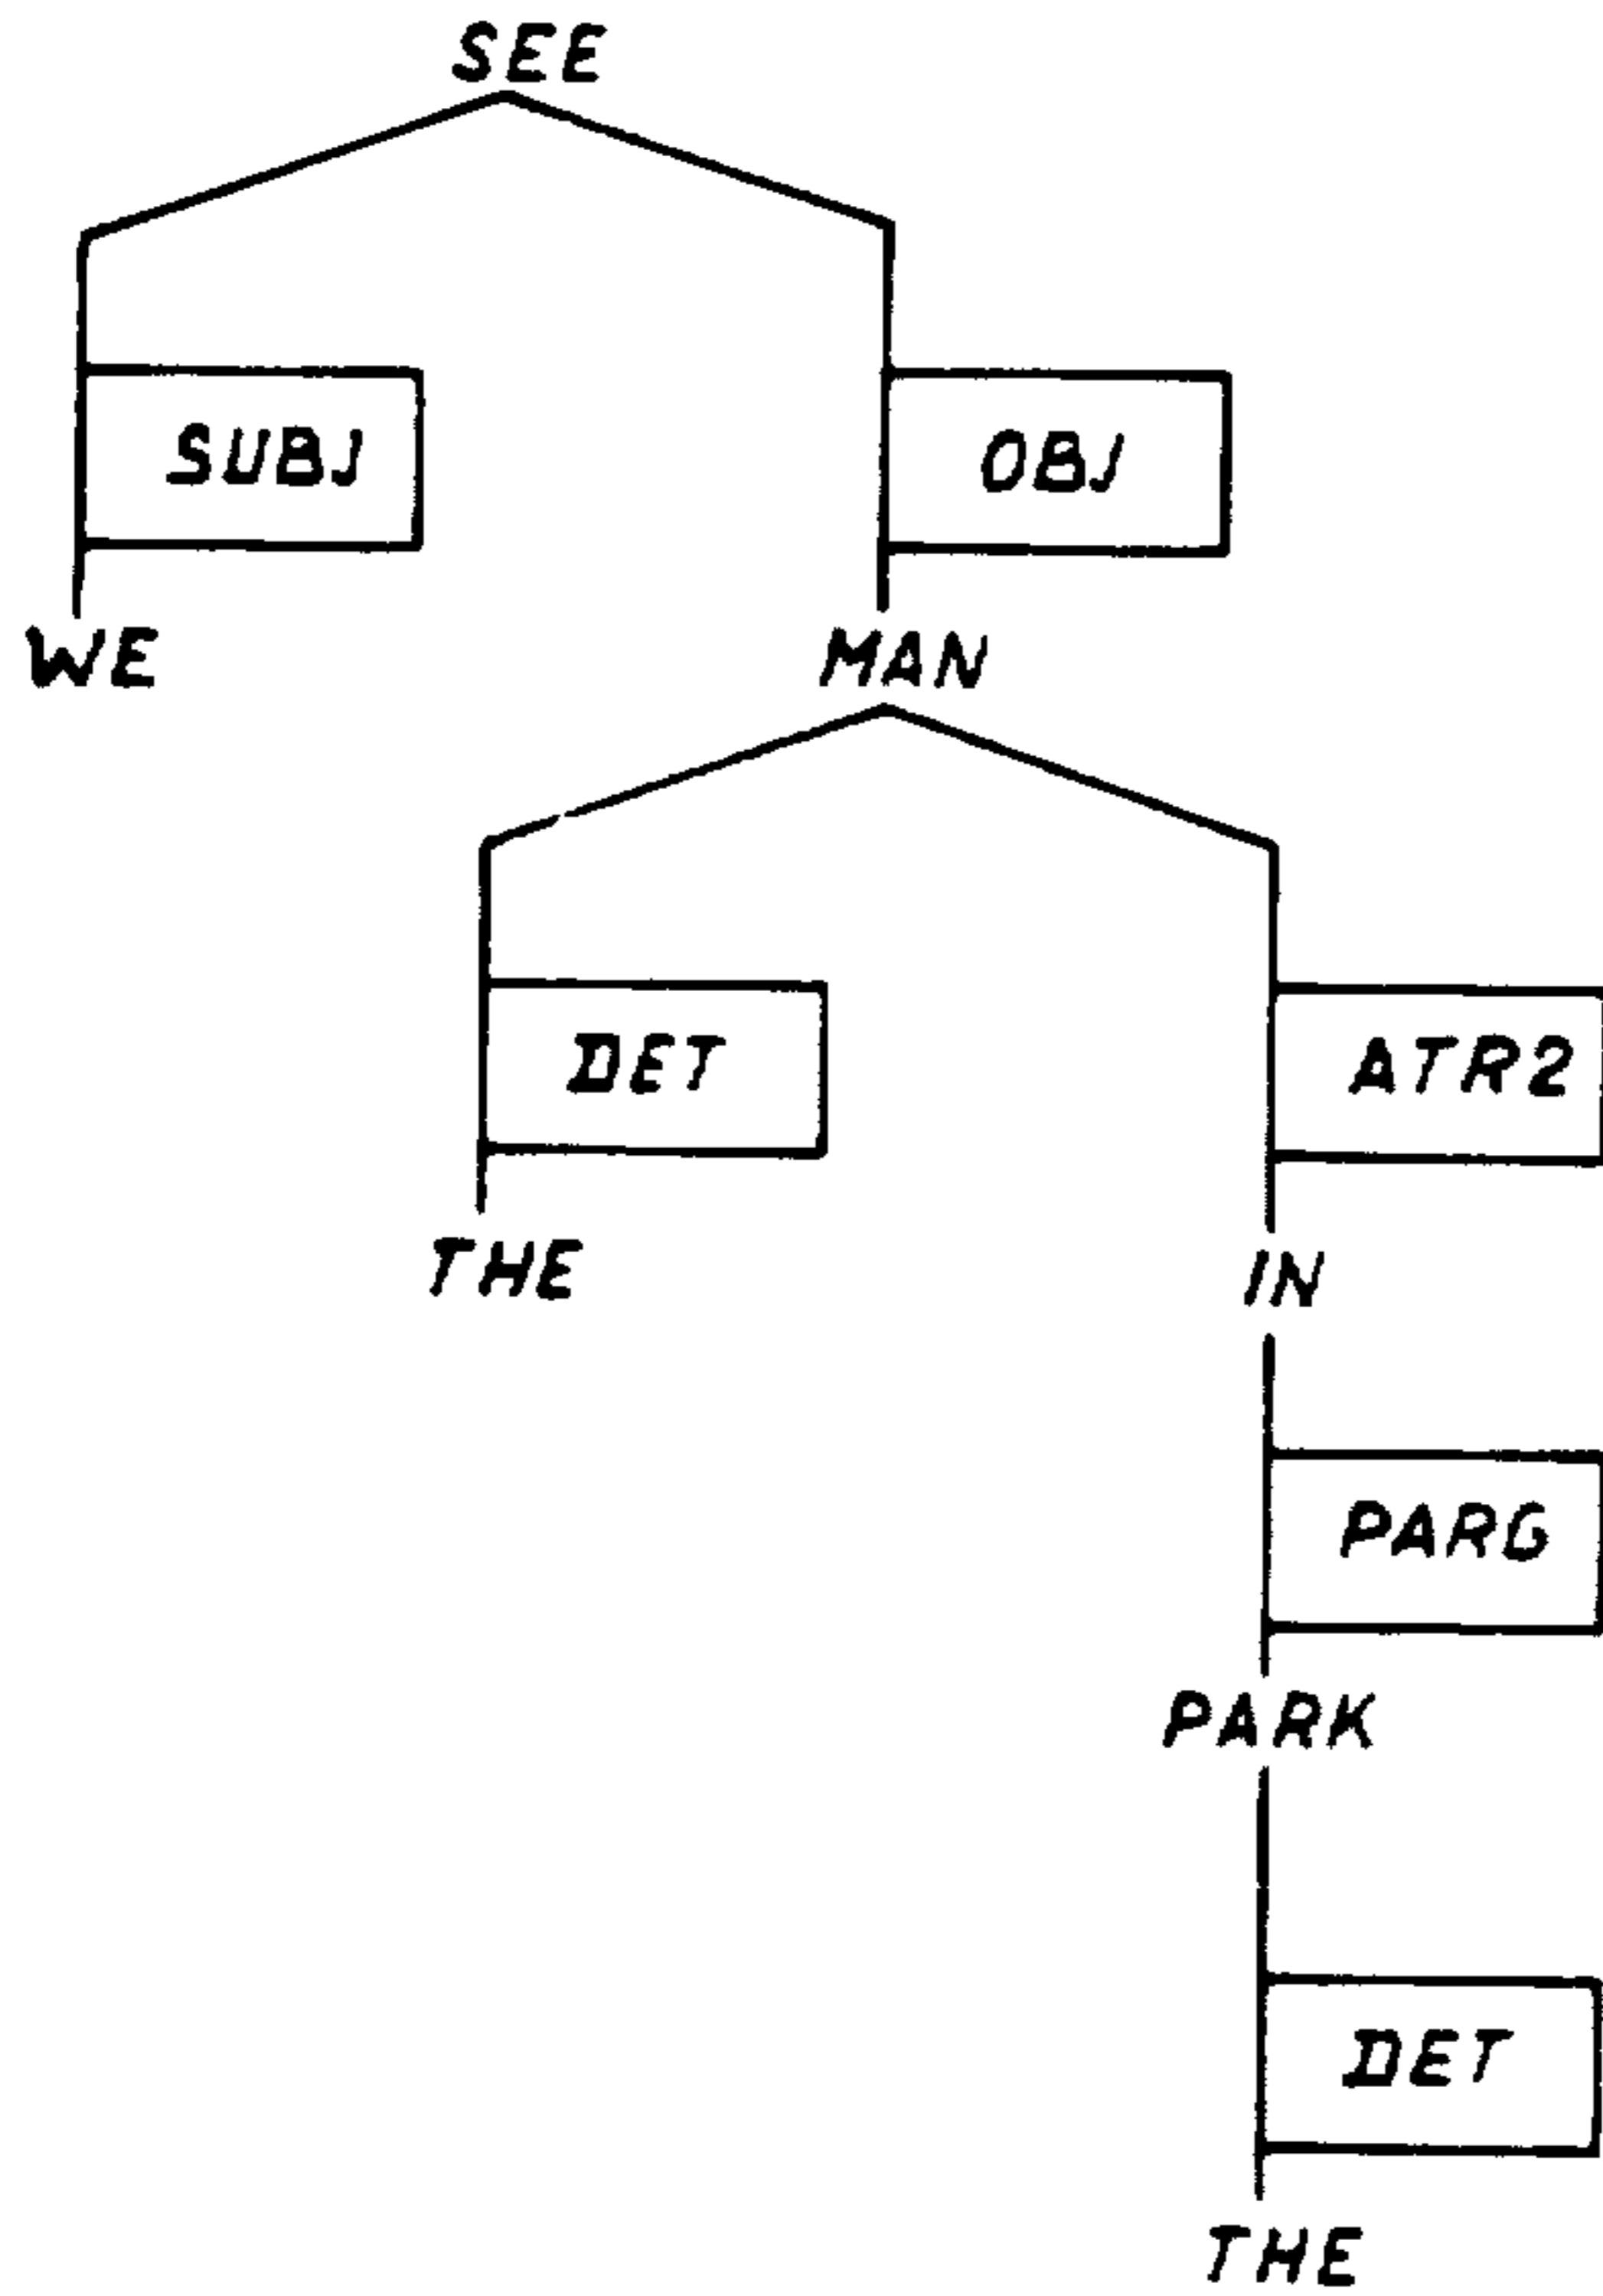 SEE
SUBJ OBJ
WE MAN
DET ATR2
THE IN
PARG
PARK
DET
THE